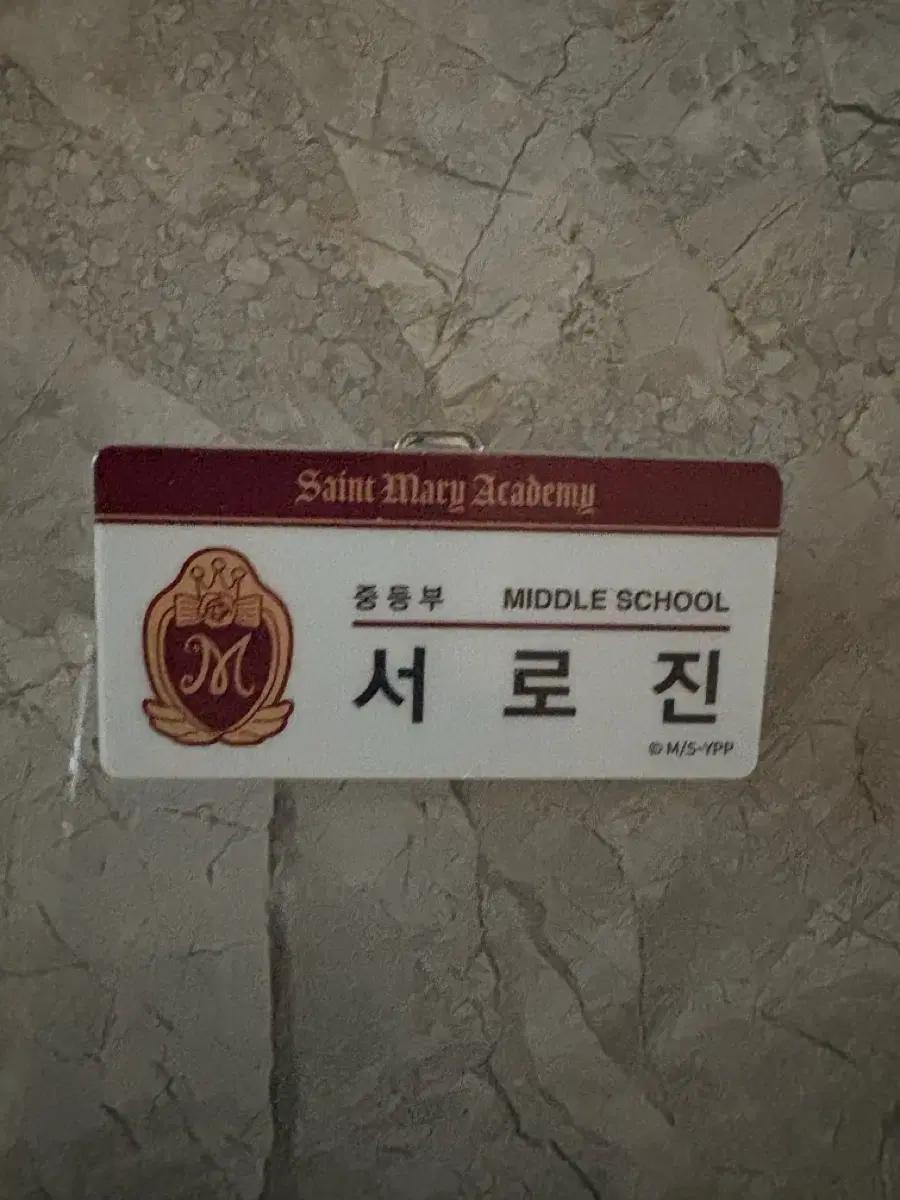 Saint Mary Academy
중등부 MIDDLE SCHOOL
M
서 로 진
© M/S-YPP